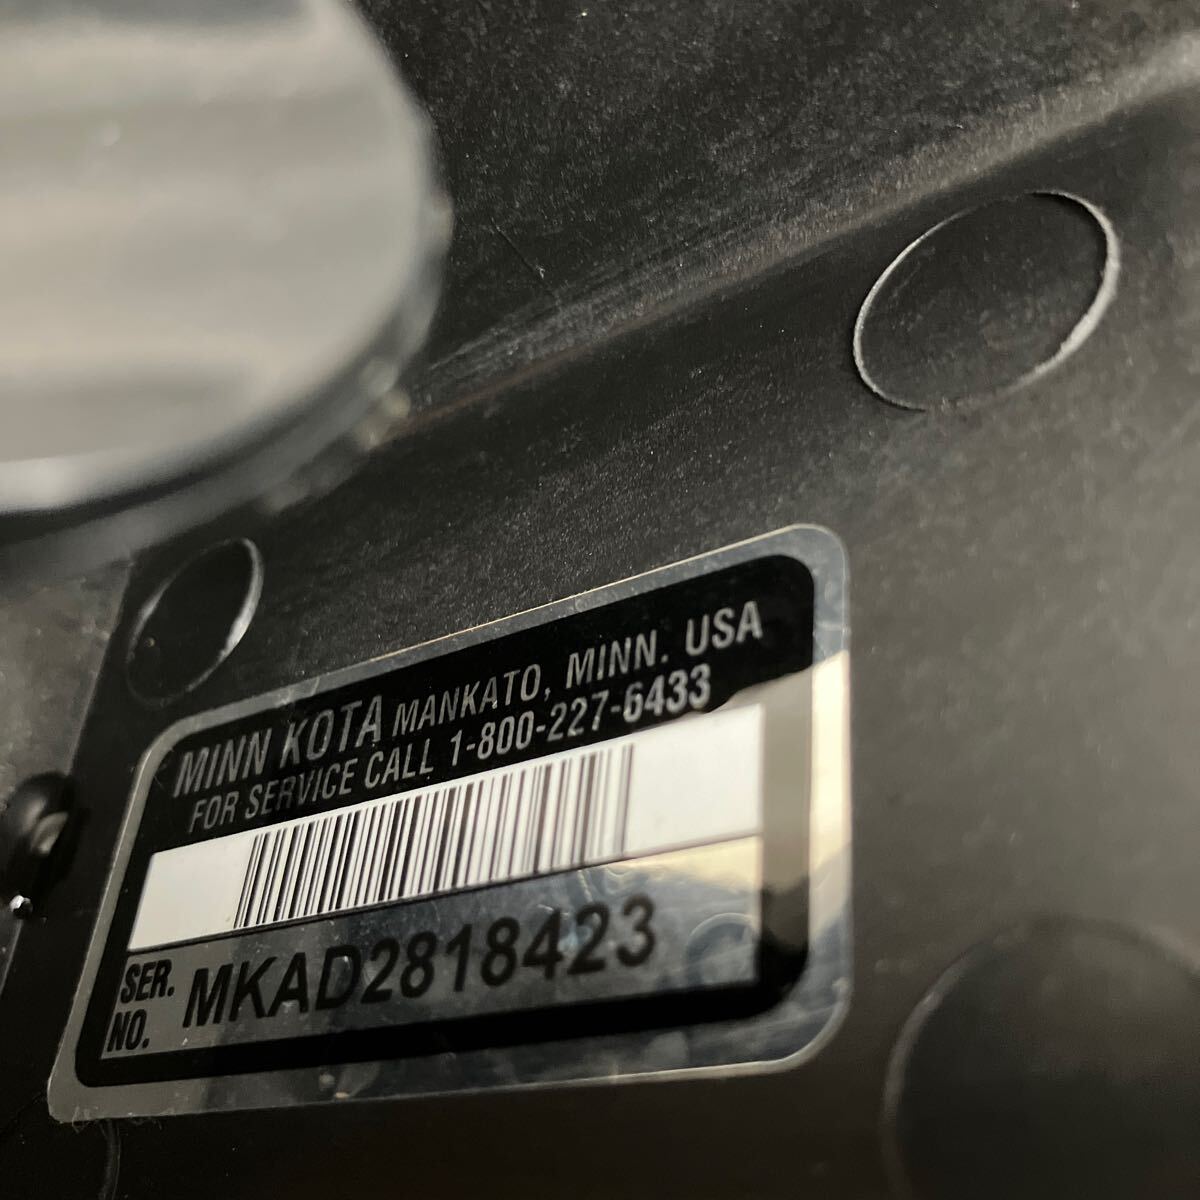 MINN KOTA MANKATO, MINN. USA
FOR SERVICE CALL 1-800-227-6433
SER. NO. MKAD2818423